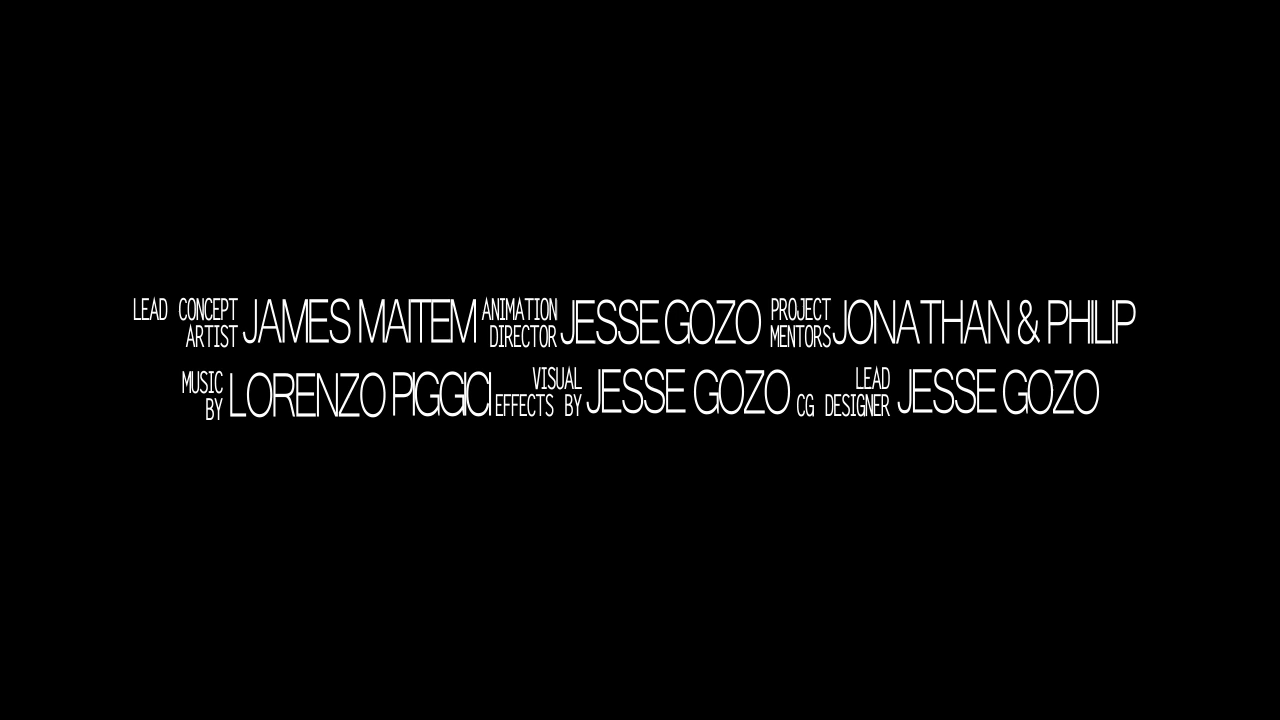 LEAD CONCEPT ARTIST JAMES MAITEM ANIMATION DIRECTOR JESSE GOZO PROJECT MENTORS JONATHAN & PHILIP
MUSIC BY LORENZO PIGGICI VISUAL EFFECTS BY JESSE GOZO LEAD CG DESIGNER JESSE GOZO